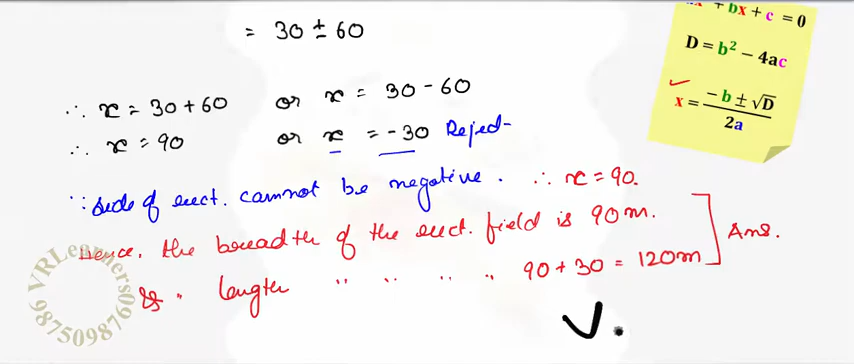 = 30 ± 60
∴ x = 30 + 60 or x = 30 - 60
∴ x = 90 or x = -30 Reject
∵ side of rect. cannot be negative. ∴ x = 90.
Hence, the breadth of the rect. field is 90m.
& " length " " " " 90 + 30 = 120m
Ans.
+ bx + c = 0
D = b² - 4ac
x = (-b ± √D) / 2a
VRLearners
9875098760